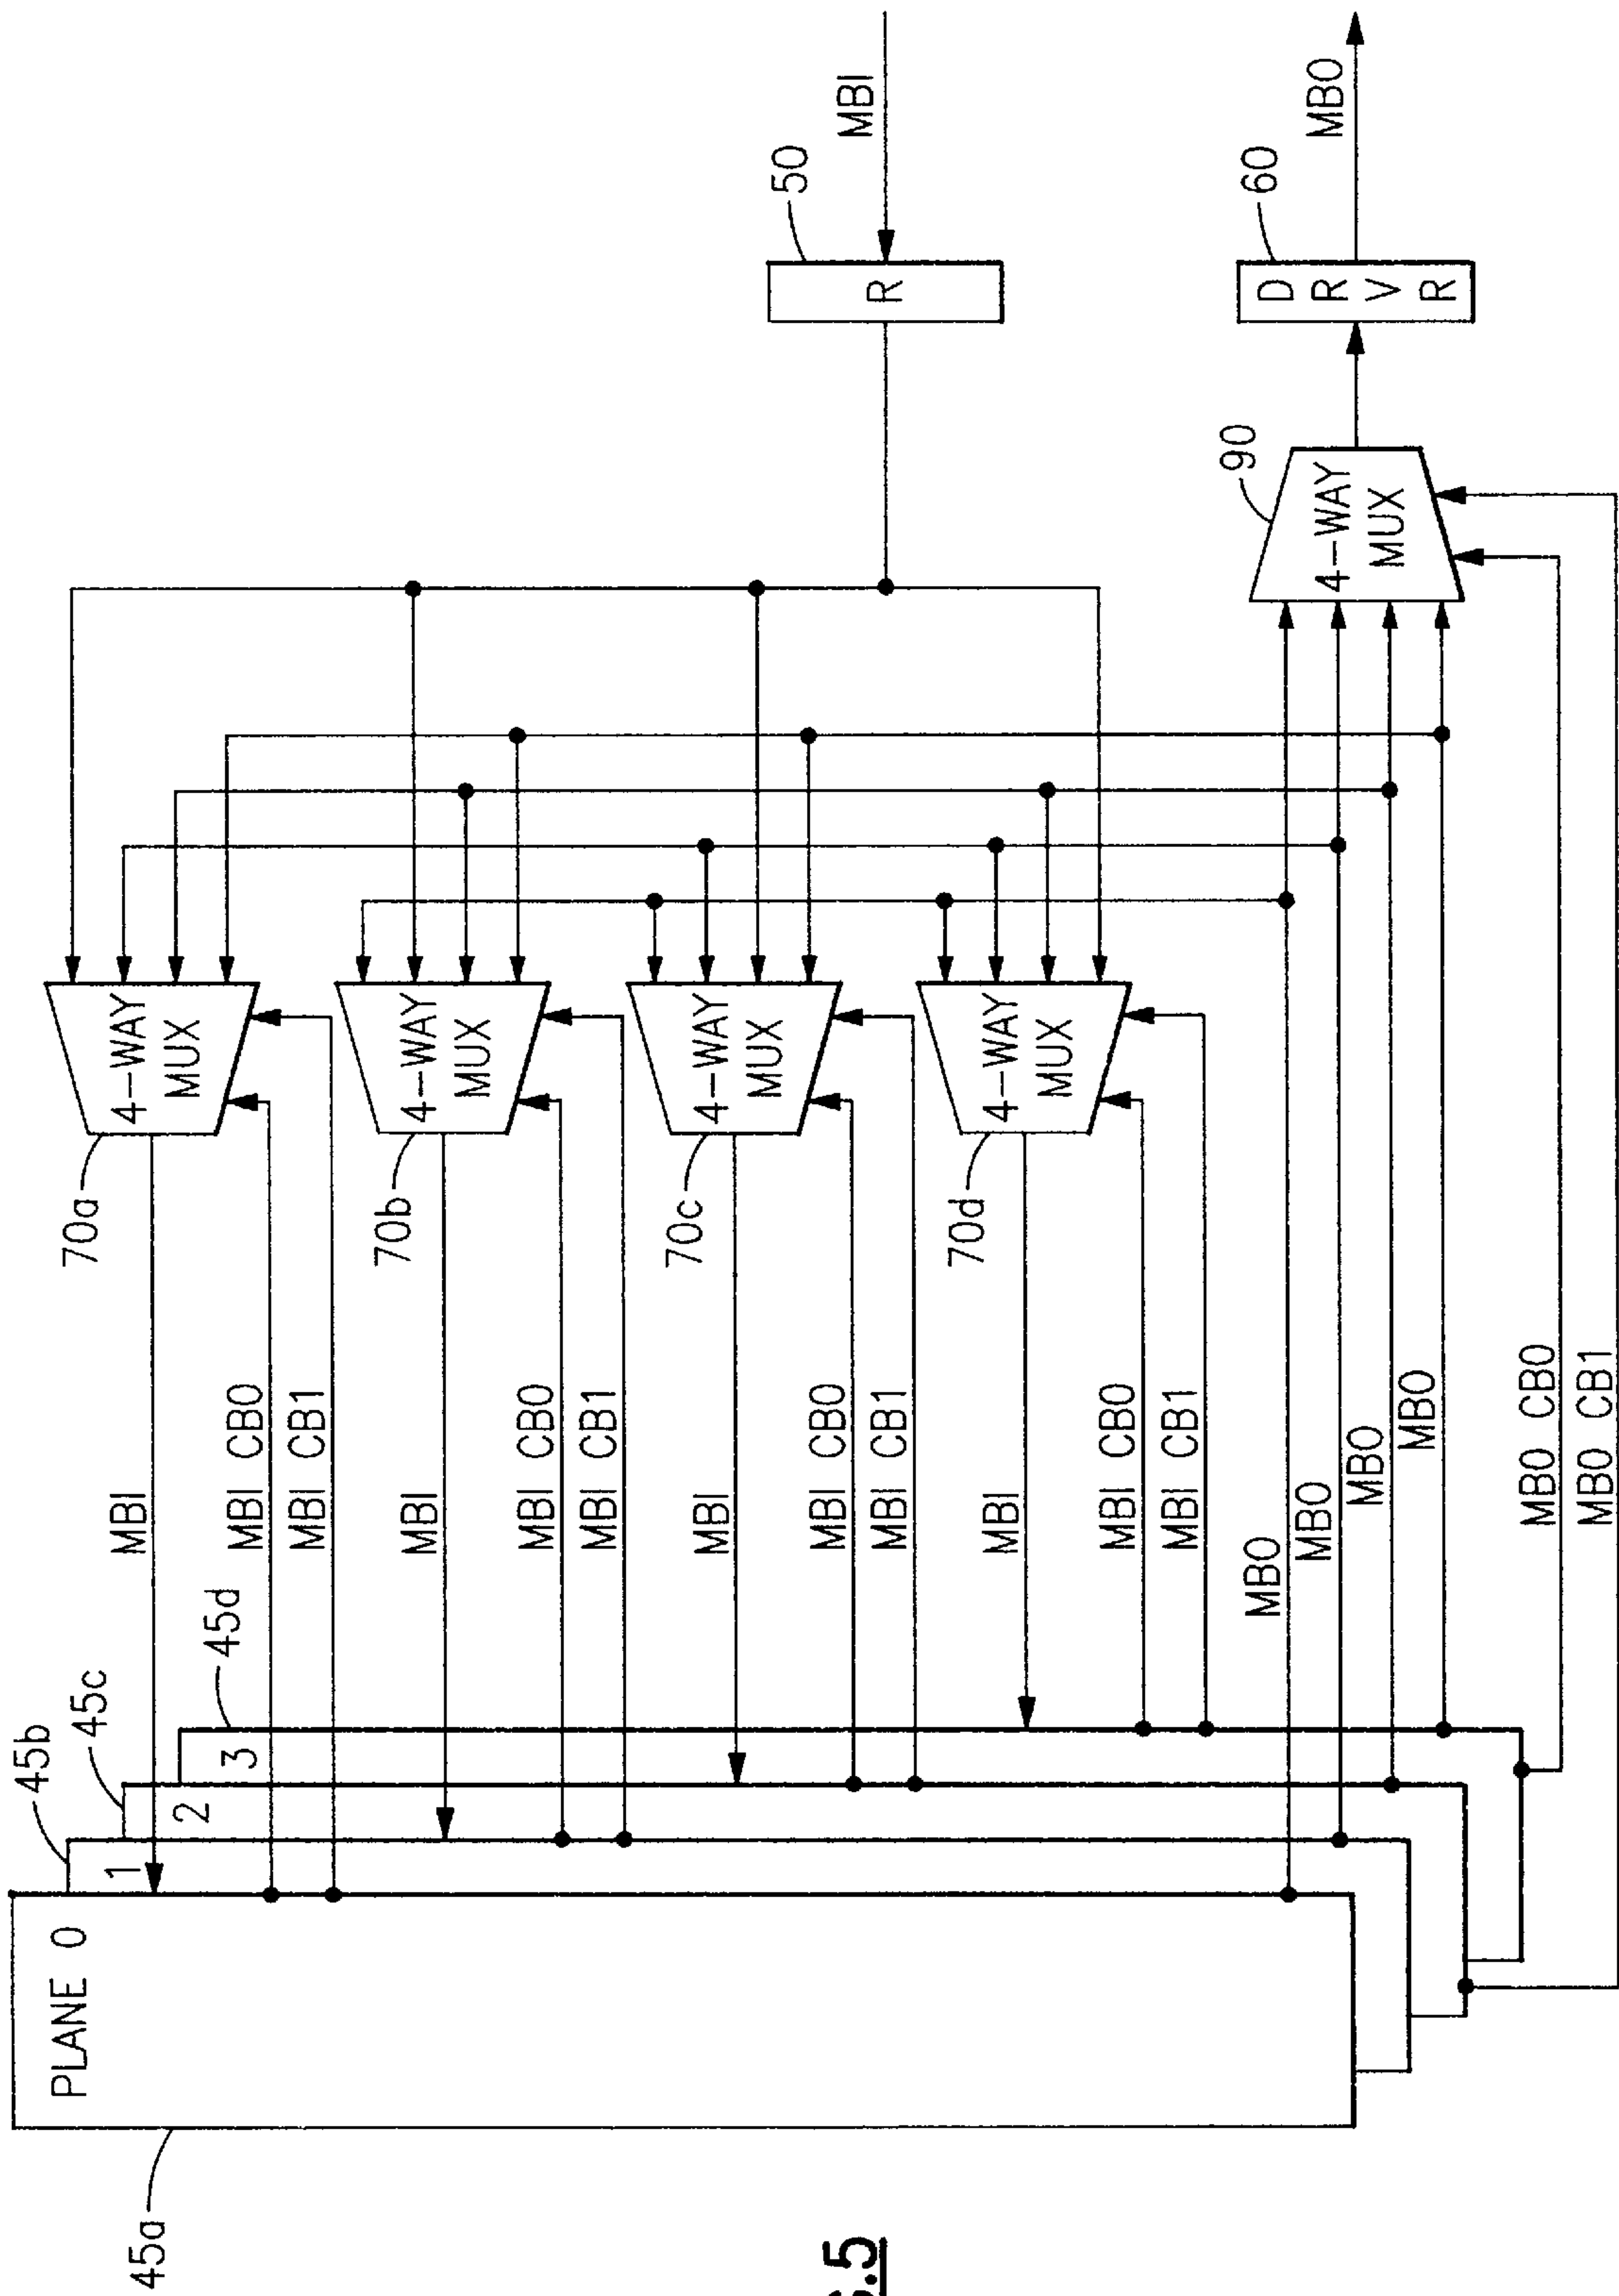 45a
PLANE 0
45b
1
45c
2
45d
3
MBI
MBI CB0
MBI CB1
70a
4-WAY
MUX
MBI
MBI CB0
MBI CB1
70b
4-WAY
MUX
MBI
MBI CB0
MBI CB1
70c
4-WAY
MUX
MBI
MBI CB0
MBI CB1
70d
4-WAY
MUX
50
R
MBI
MBO
MBO
MBO
MBO
90
4-WAY
MUX
60
D
R
V
R
MBO
MBO CB0
MBO CB1
.5